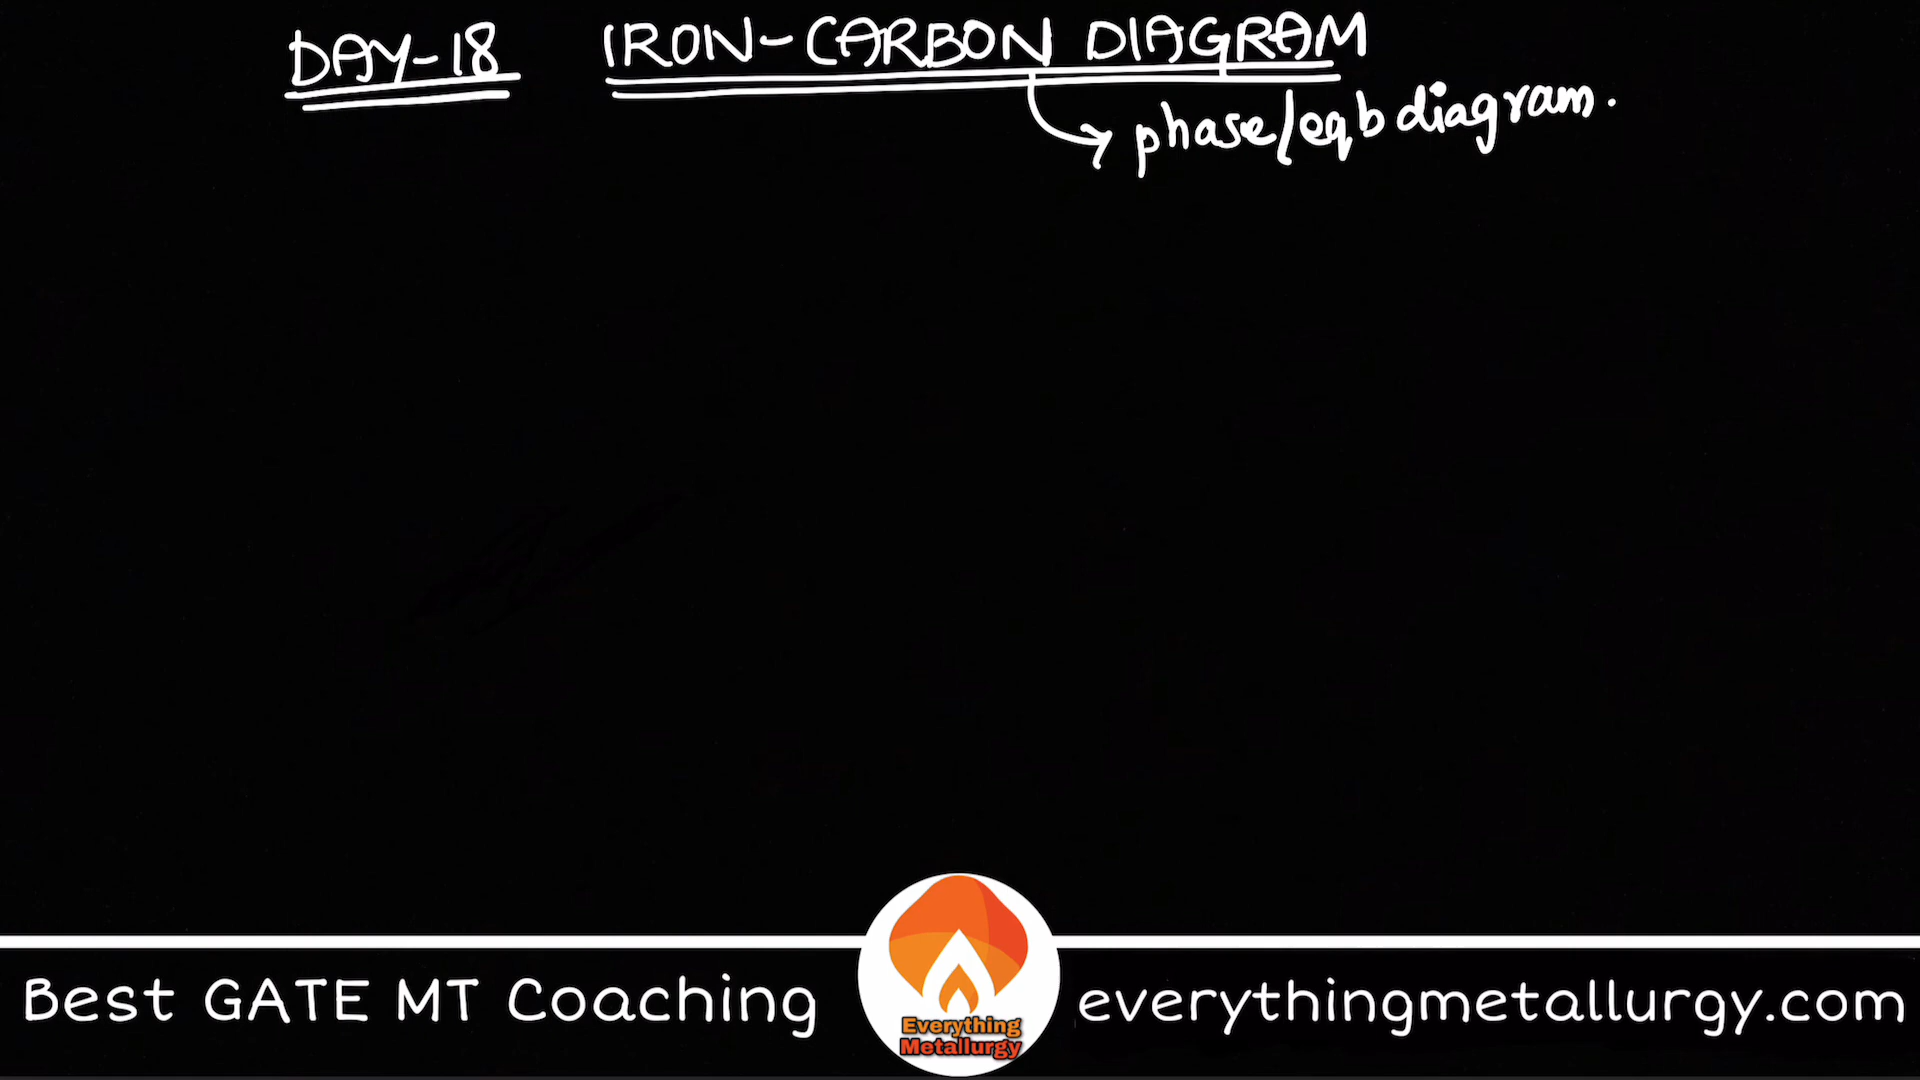 DAY-18 IRON-CARBON DIAGRAM
phase/eqb diagram.
Best GATE MT Coaching
Everything
Metallurgy
everythingmetallurgy.com